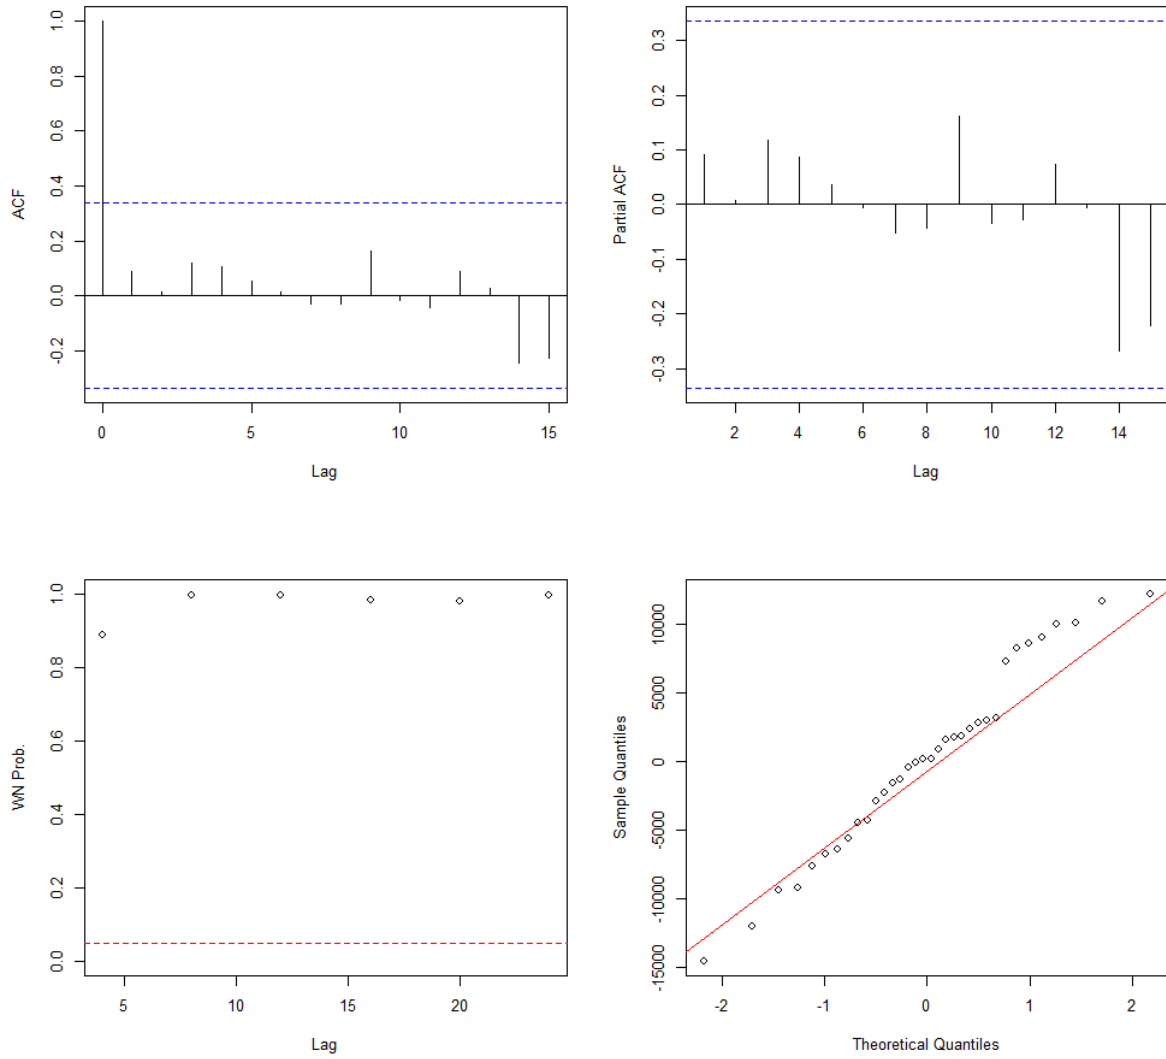 ACF
1.0
0.8
0.6
0.4
0.2
0.0
-0.2
0 5 10 15
Lag
Partial ACF
0.3
0.2
0.1
0.0
-0.1
-0.2
-0.3
2 4 6 8 10 12 14
Lag
WN Prob.
1.0
0.8
0.6
0.4
0.2
0.0
5 10 15 20
Lag
Sample Quantiles
10000
5000
0
-5000
-10000
-15000
-2 -1 0 1 2
Theoretical Quantiles